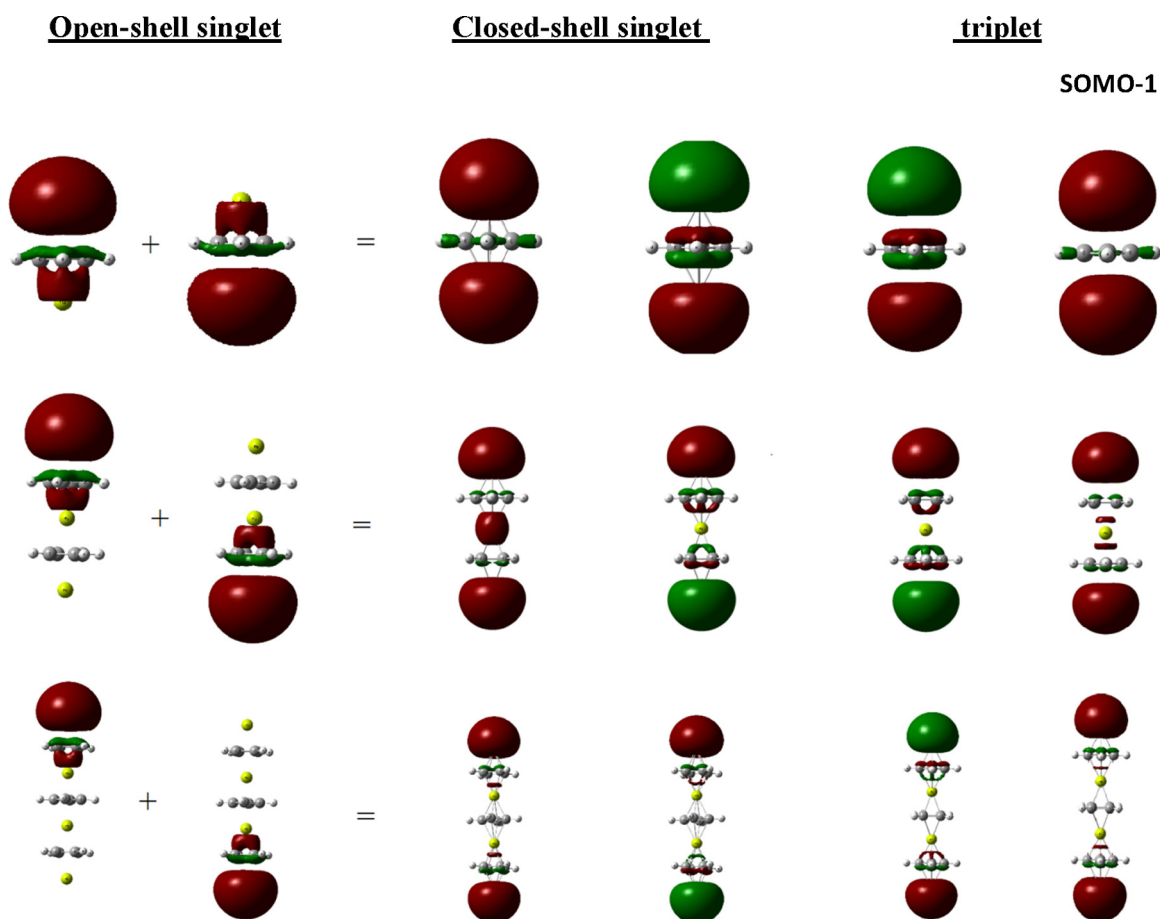 Open-shell singlet
Closed-shell singlet
triplet
SOMO-1
+
=
+
=
+
=